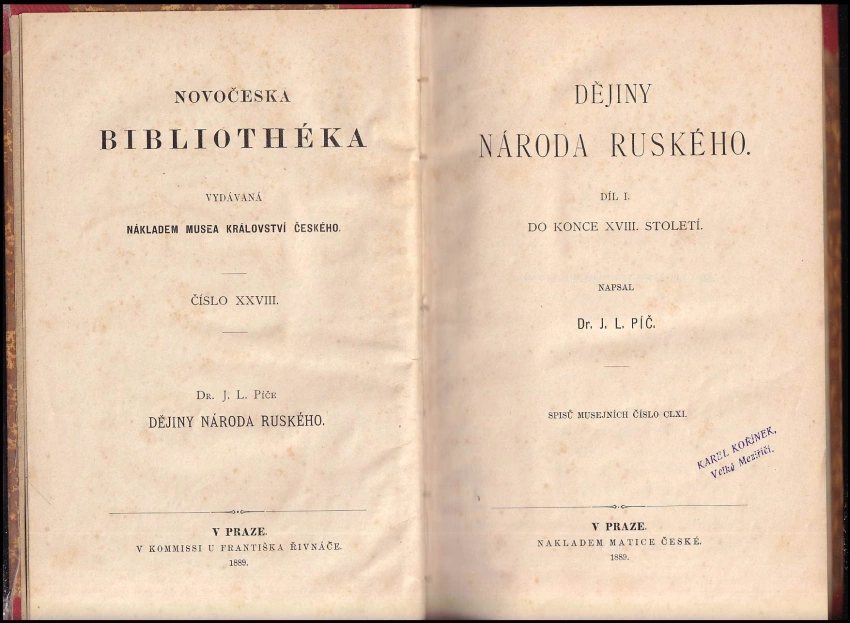 NOVOČESKA
BIBLIOTHÉKA
VYDÁVANÁ
NÁKLADEM MUSEA KRÁLOVSTVÍ ČESKÉHO.
ČÍSLO XXVIII.
DR. J. L. PÍČE
DĚJINY NÁRODA RUSKÉHO.
V PRAZE.
V KOMMISSI U FRANTIŠKA ŘIVNÁČE.
1889.
DĚJINY
NÁRODA RUSKÉHO.
DÍL I.
DO KONCE XVIII. STOLETÍ.
NAPSAL
Dr. J. L. PÍČ.
SPISŮ MUSEJNÍCH ČÍSLO CLXI.
KAREL KOŘÍNEK,
Velké Meziříčí.
V PRAZE.
NAKLADEM MATICE ČESKÉ.
1889.